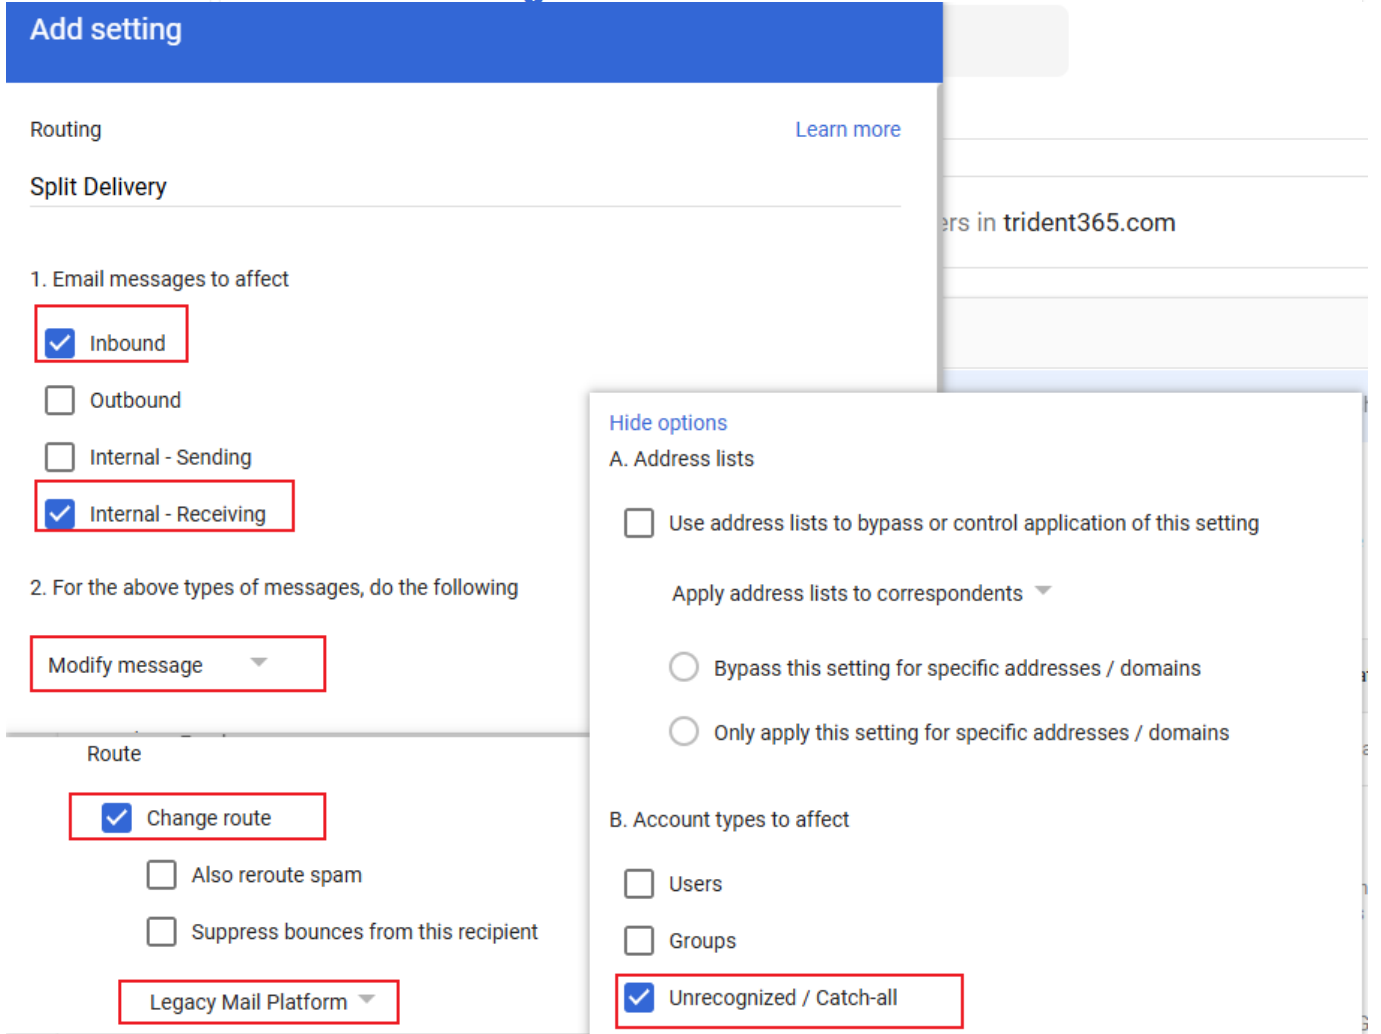 Add setting
Routing
Learn more
Split Delivery
ers in trident365.com
1. Email messages to affect
Inbound
Outbound
Internal - Sending
Internal - Receiving
2. For the above types of messages, do the following
Modify message
Route
Change route
Also reroute spam
Suppress bounces from this recipient
Legacy Mail Platform
Hide options
A. Address lists
Use address lists to bypass or control application of this setting
Apply address lists to correspondents
Bypass this setting for specific addresses / domains
Only apply this setting for specific addresses / domains
B. Account types to affect
Users
Groups
Unrecognized / Catch-all